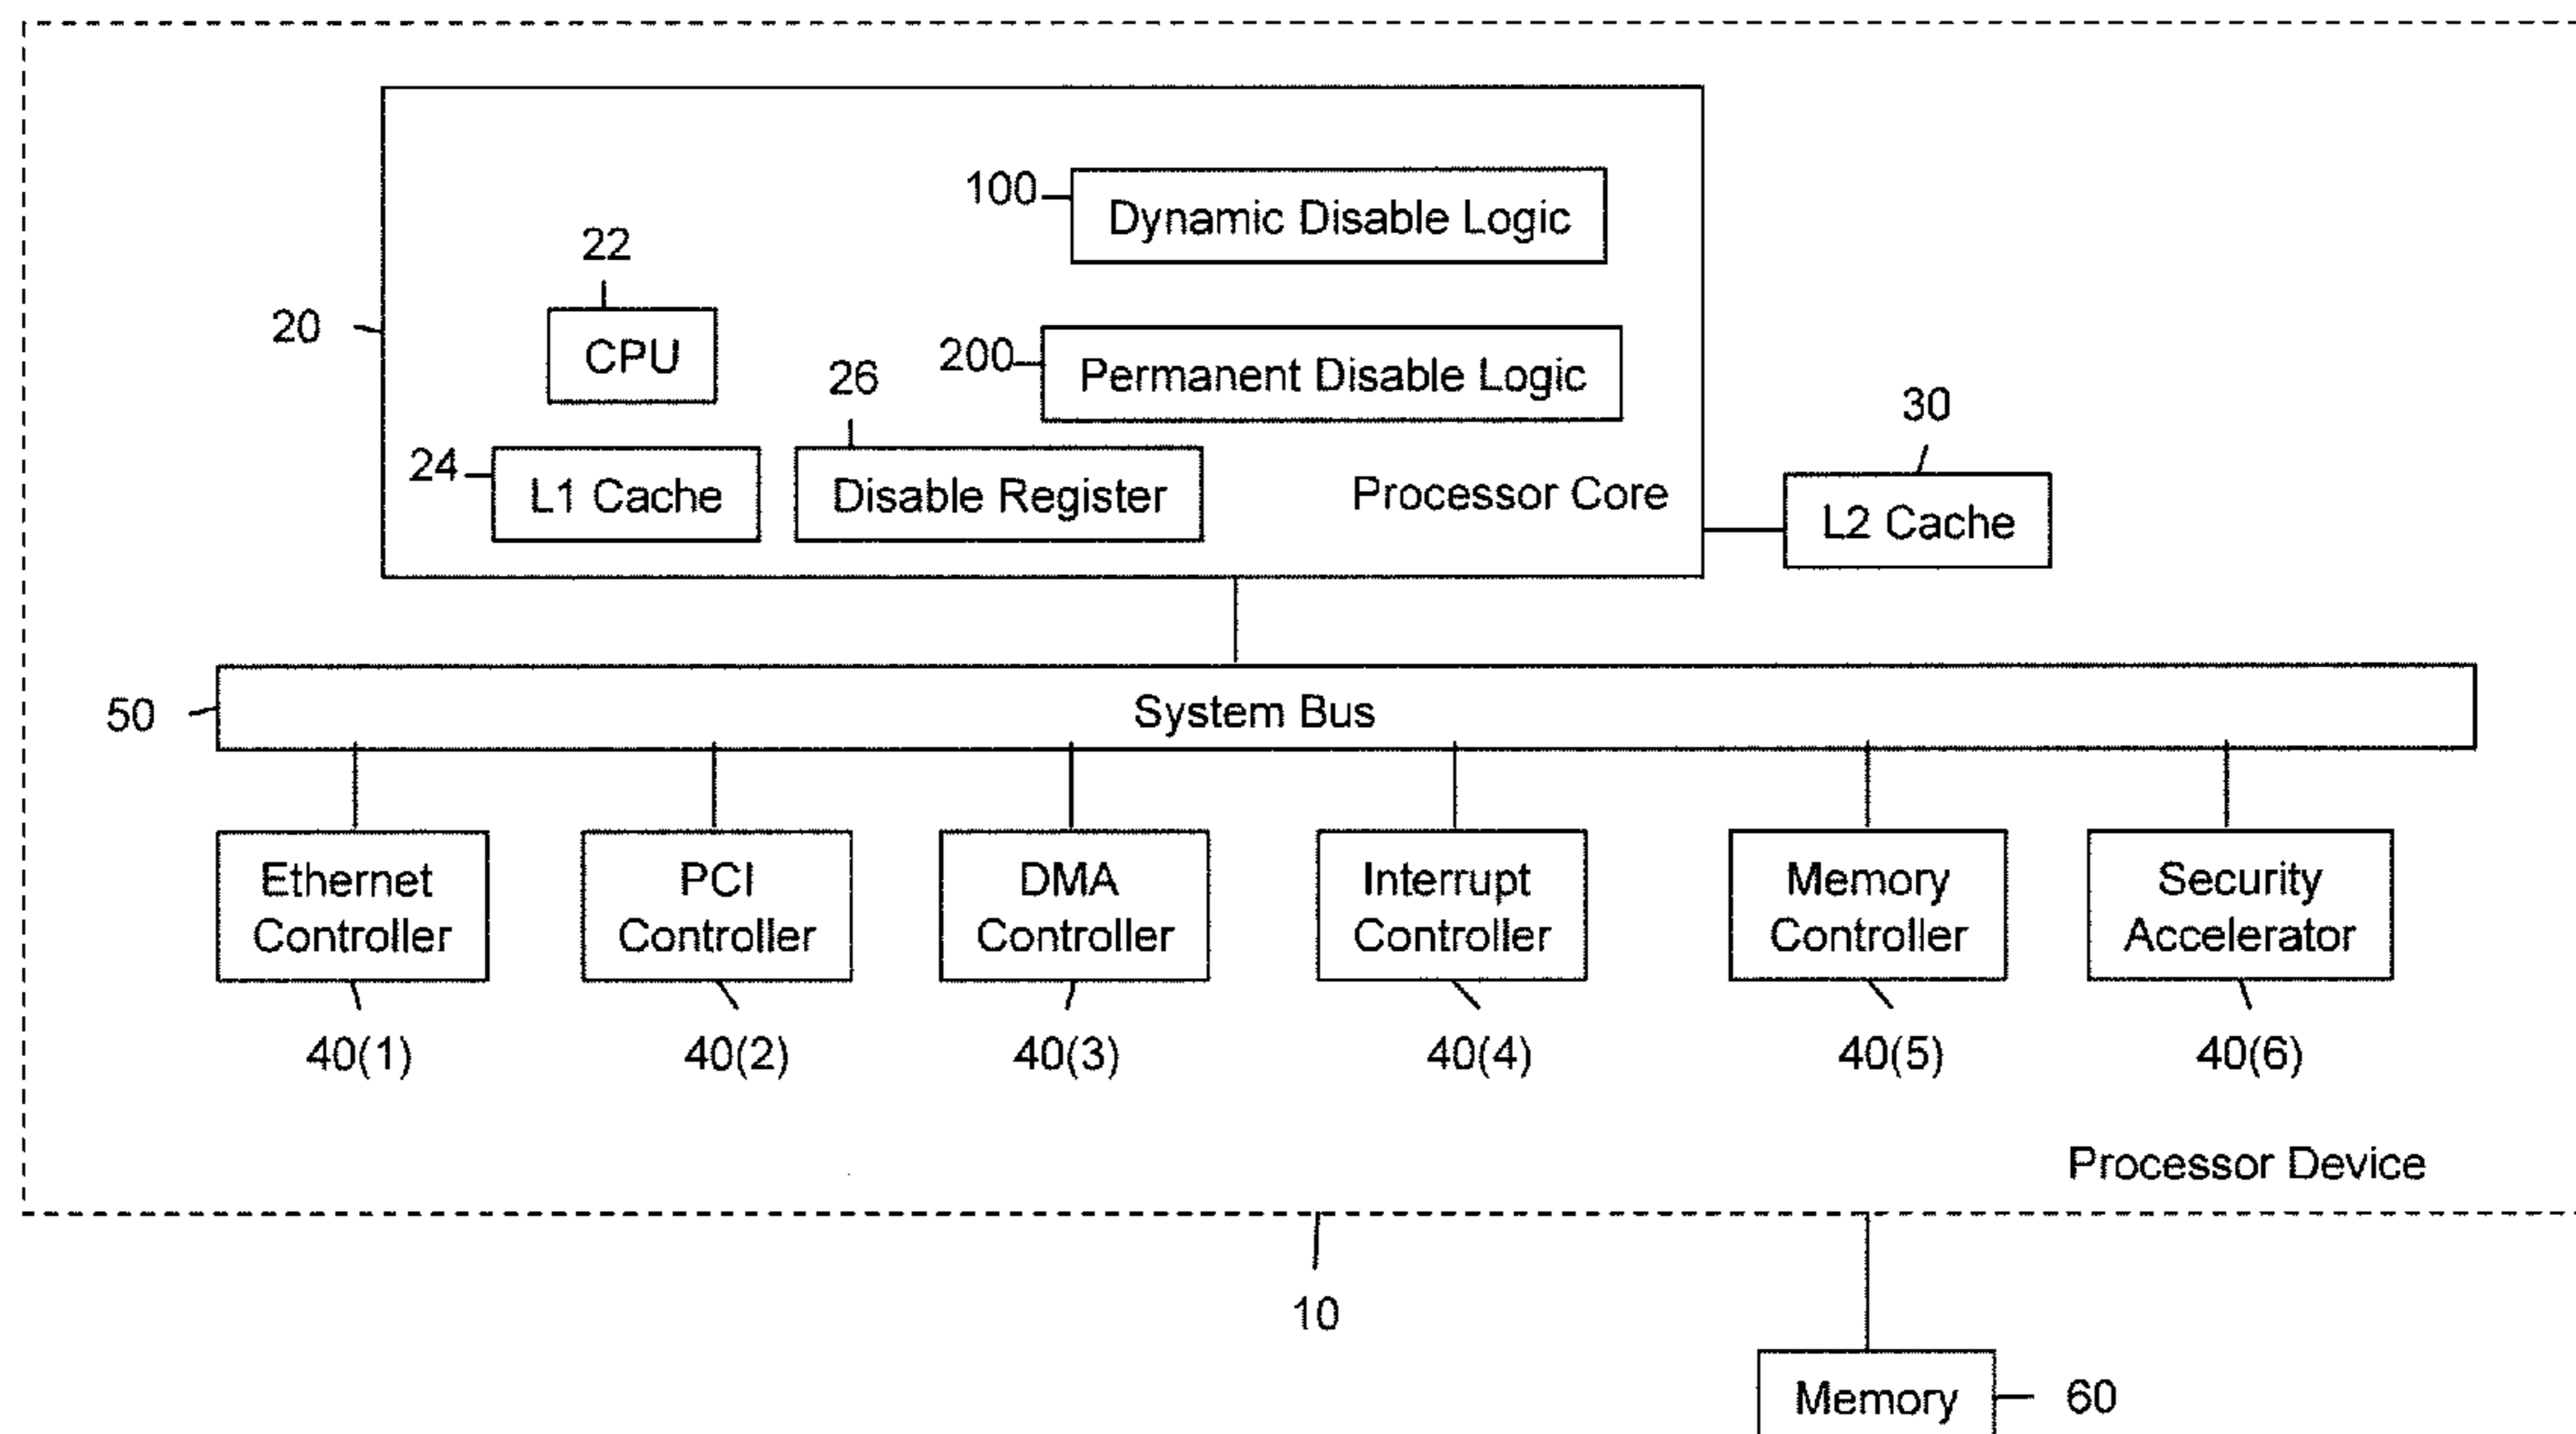 100
Dynamic Disable Logic
22
20
CPU
200
Permanent Disable Logic
26
30
24
L1 Cache
Disable Register
Processor Core
L2 Cache
50
System Bus
Ethernet
Controller
PCI
Controller
DMA
Controller
Interrupt
Controller
Memory
Controller
Security
Accelerator
40(1)
40(2)
40(3)
40(4)
40(5)
40(6)
Processor Device
10
Memory
60